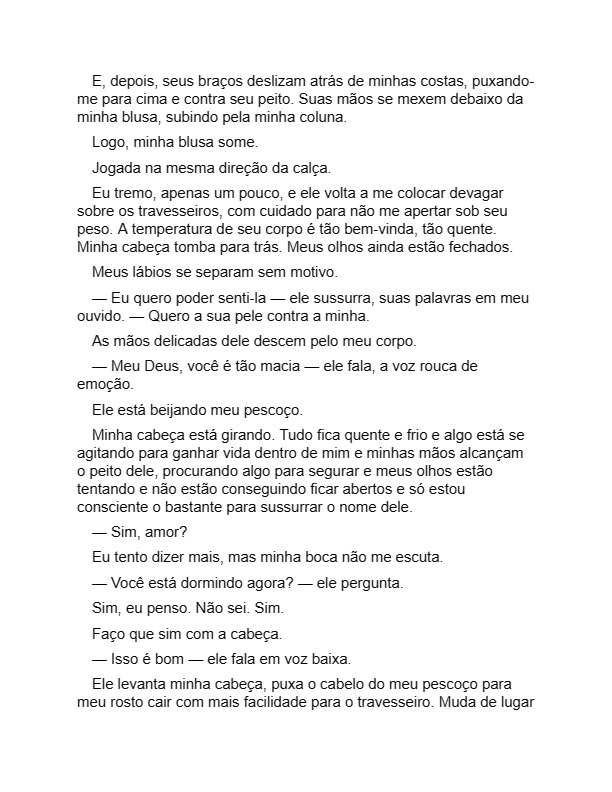 E, depois, seus braços deslizam atrás de minhas costas, puxando-
me para cima e contra seu peito. Suas mãos se mexem debaixo da
minha blusa, subindo pela minha coluna.
Logo, minha blusa some.
Jogada na mesma direção da calça.
Eu tremo, apenas um pouco, e ele volta a me colocar devagar
sobre os travesseiros, com cuidado para não me apertar sob seu
peso. A temperatura de seu corpo é tão bem-vinda, tão quente.
Minha cabeça tomba para trás. Meus olhos ainda estão fechados.
Meus lábios se separam sem motivo.
— Eu quero poder senti-la — ele sussurra, suas palavras em meu
ouvido. — Quero a sua pele contra a minha.
As mãos delicadas dele descem pelo meu corpo.
— Meu Deus, você é tão macia — ele fala, a voz rouca de
emoção.
Ele está beijando meu pescoço.
Minha cabeça está girando. Tudo fica quente e frio e algo está se
agitando para ganhar vida dentro de mim e minhas mãos alcançam
o peito dele, procurando algo para segurar e meus olhos estão
tentando e não estão conseguindo ficar abertos e só estou
consciente o bastante para sussurrar o nome dele.
— Sim, amor?
Eu tento dizer mais, mas minha boca não me escuta.
— Você está dormindo agora? — ele pergunta.
Sim, eu penso. Não sei. Sim.
Faço que sim com a cabeça.
— Isso é bom — ele fala em voz baixa.
Ele levanta minha cabeça, puxa o cabelo do meu pescoço para
meu rosto cair com mais facilidade para o travesseiro. Muda de lugar